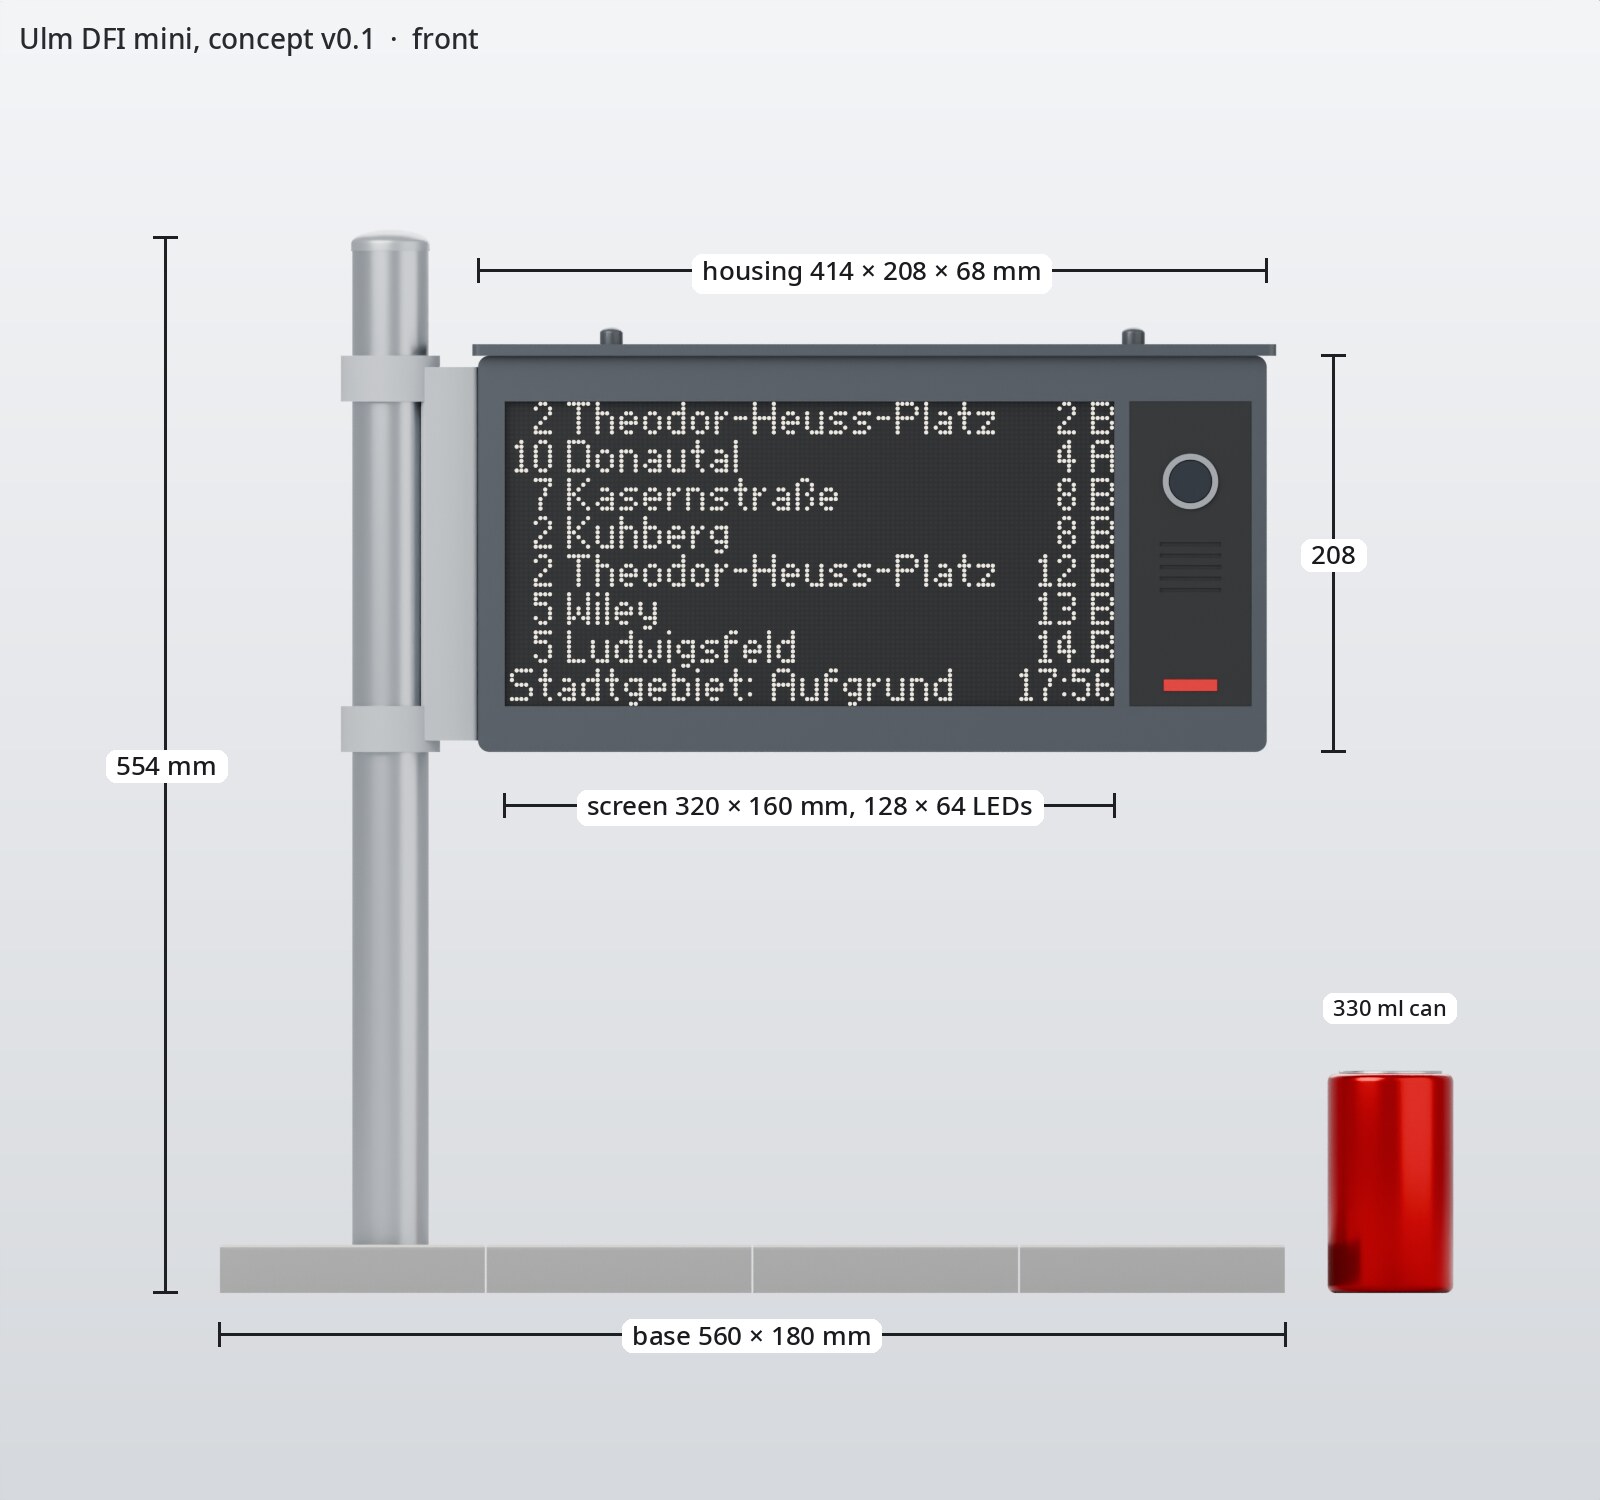 Ulm DFI mini, concept v0.1 · front
housing 414 × 208 × 68 mm
2 Theodor-Heuss-Platz 2 B
10 Donautal 4 A
7 Kasernstraße 8 B
2 Kuhberg 8 B
2 Theodor-Heuss-Platz 12 B
5 Wiley 13 B
5 Ludwigsfeld 14 B
Stadtgebiet: Aufgrund 17:56
208
554 mm
screen 320 × 160 mm, 128 × 64 LEDs
330 ml can
base 560 × 180 mm